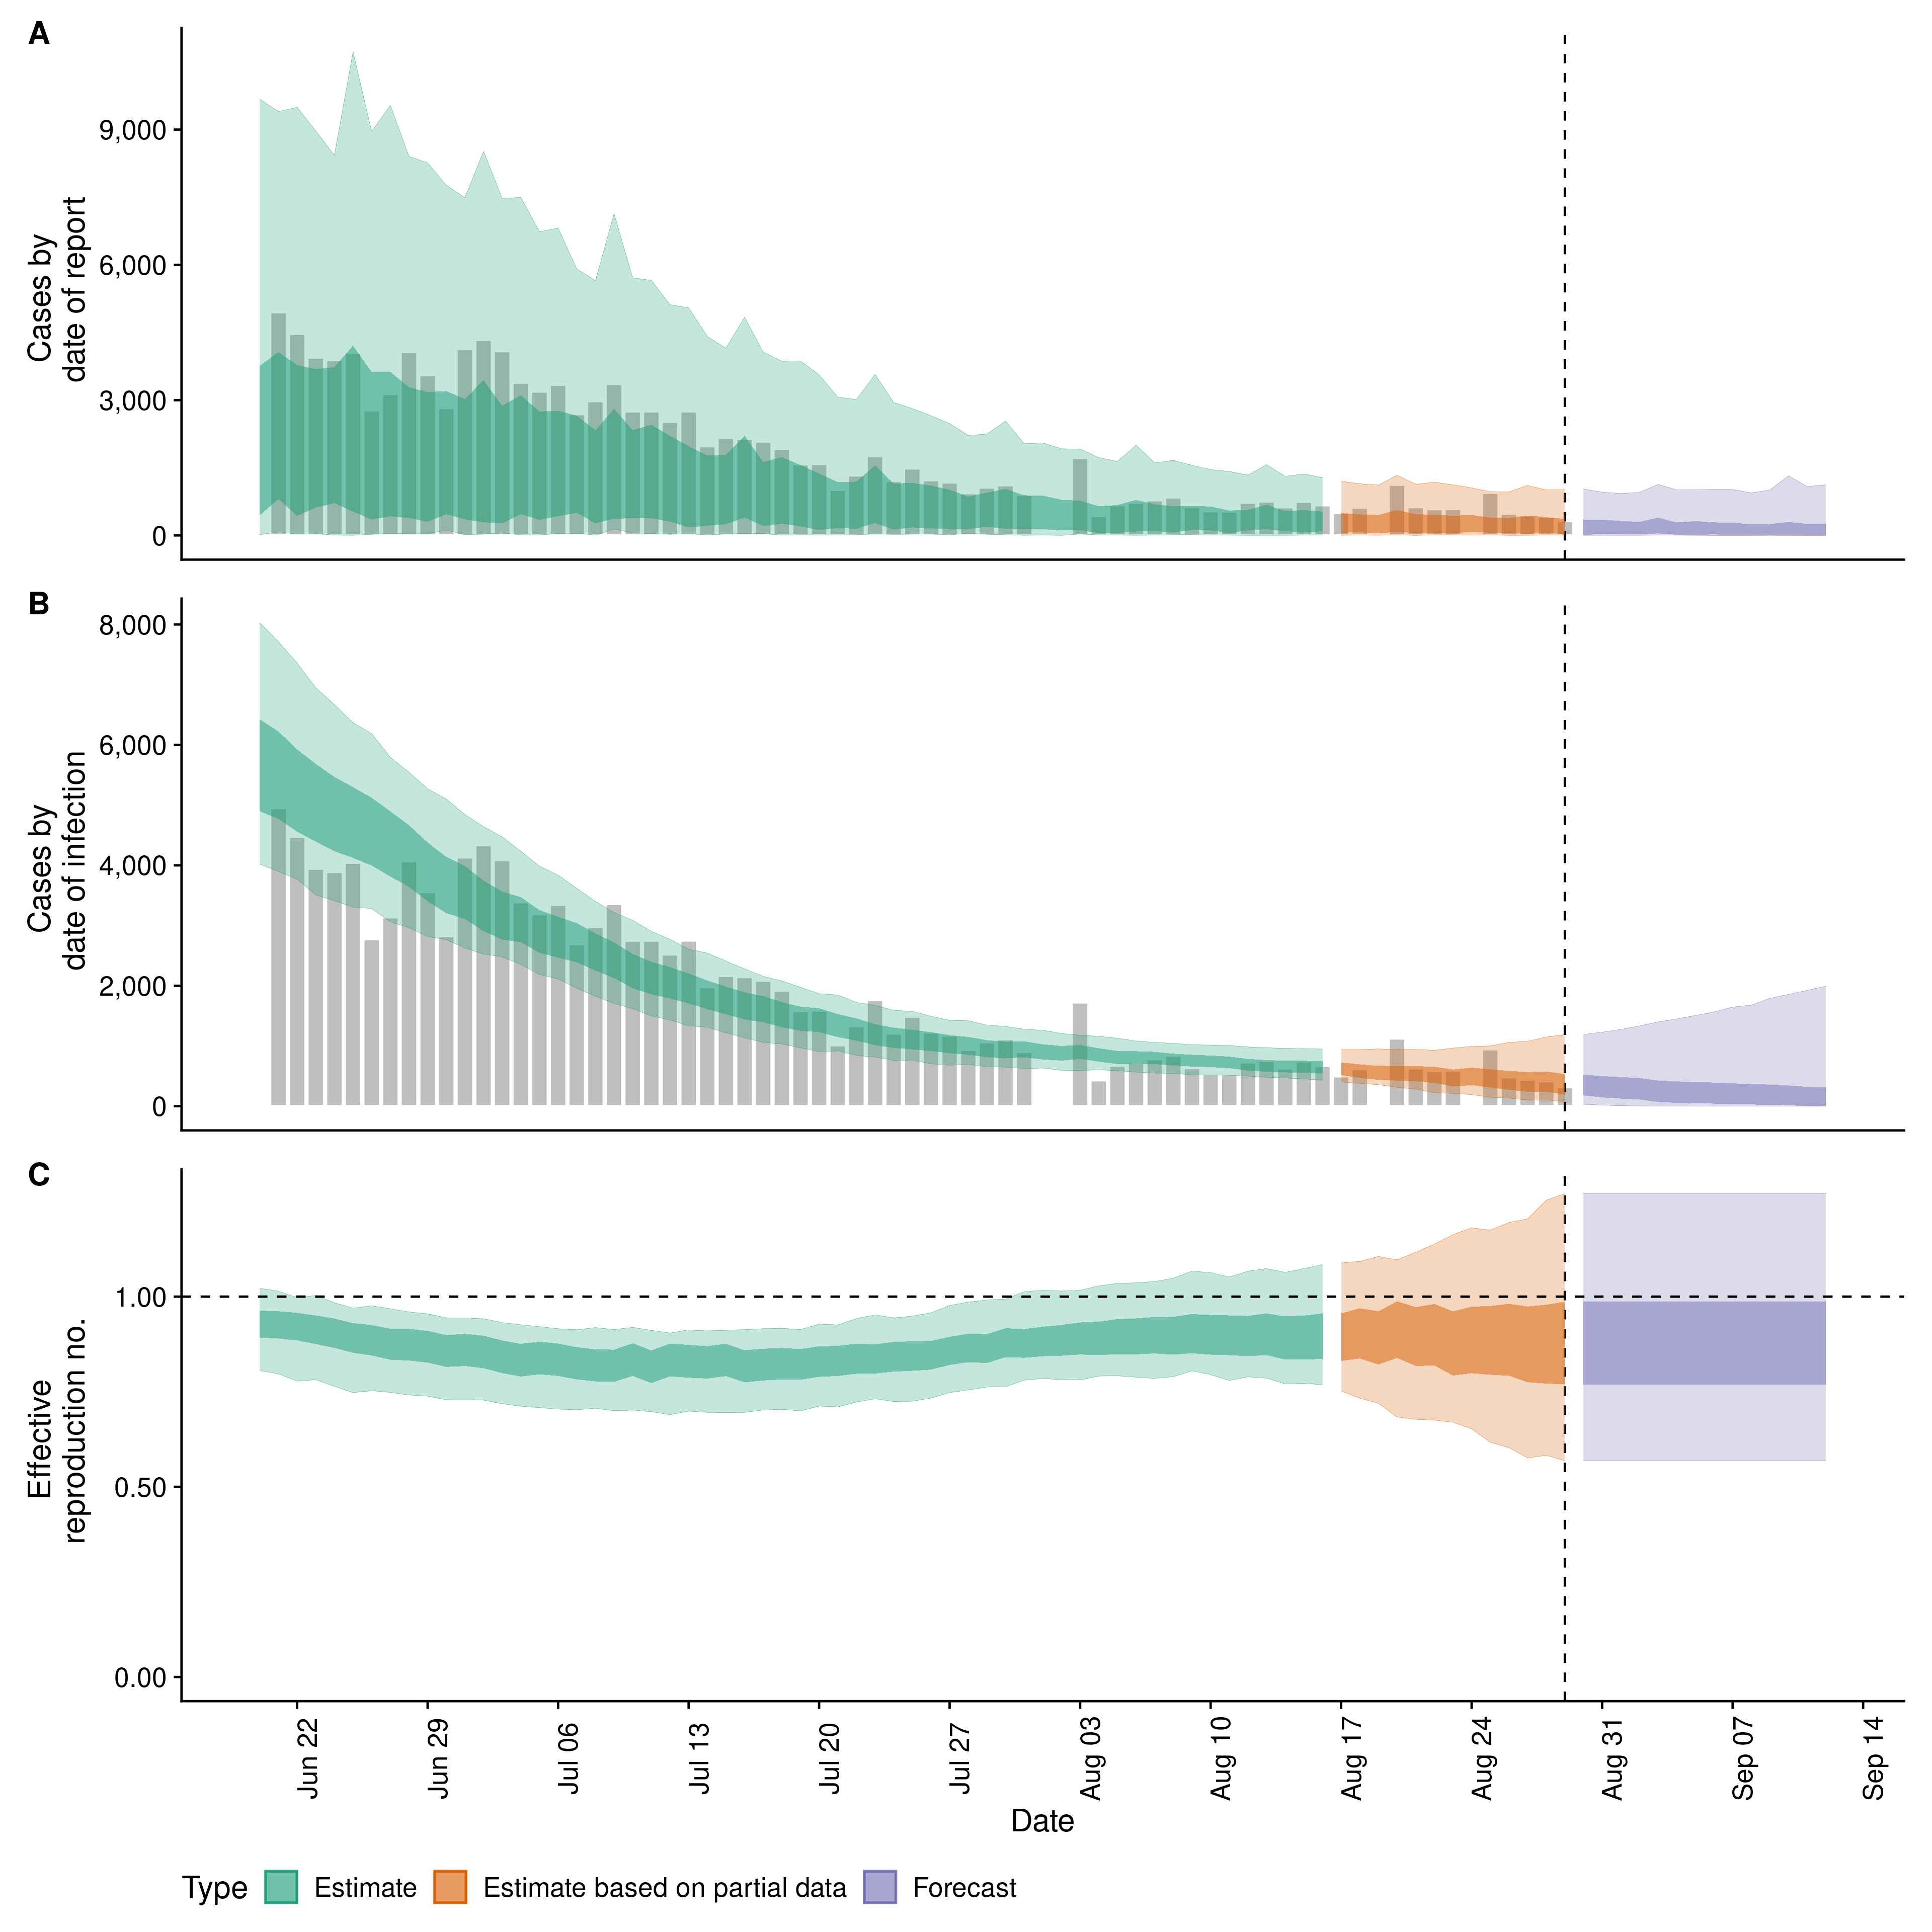 A
Cases by
date of report
9,000
6,000
3,000
0
B
Cases by
date of infection
8,000
6,000
4,000
2,000
0
C
Effective
reproduction no.
1.00
0.50
0.00
Jun 22
Jun 29
Jul 06
Jul 13
Jul 20
Jul 27
Aug 03
Aug 10
Aug 17
Aug 24
Aug 31
Sep 07
Sep 14
Date
Type Estimate Estimate based on partial data Forecast